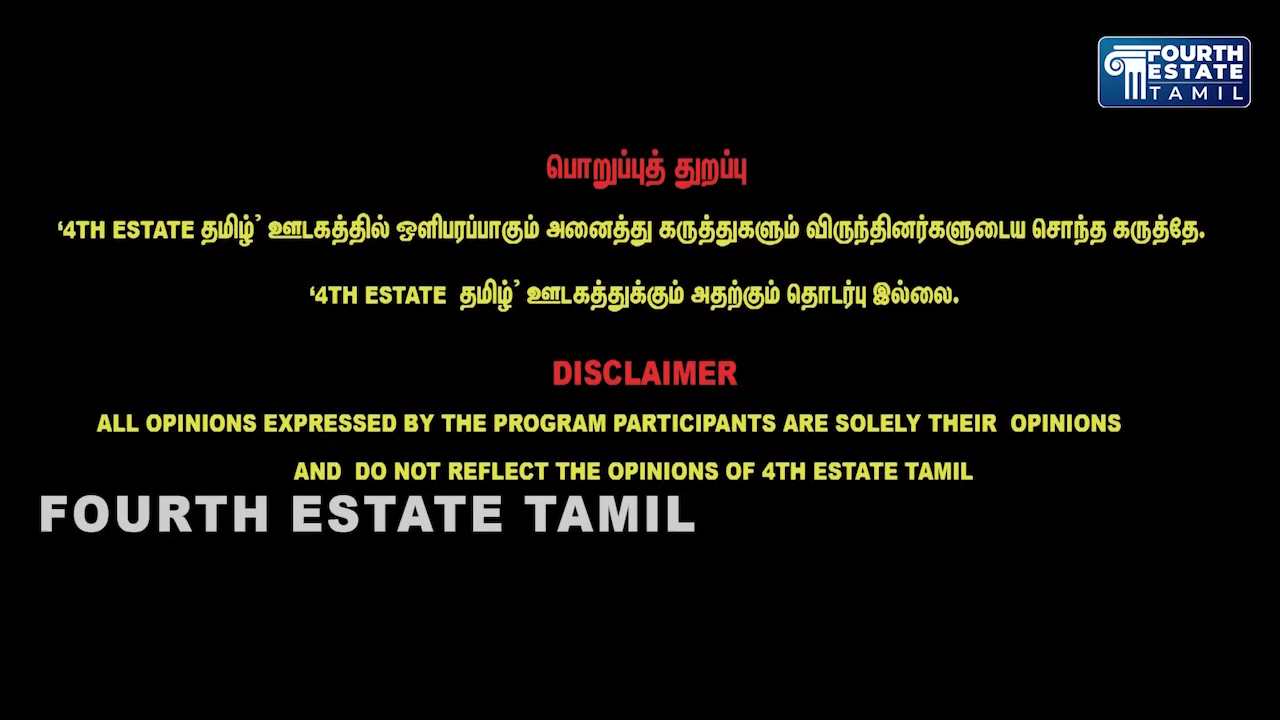 FOURTH
ESTATE
TAMIL
பொறுப்புத் துறப்பு
‘4TH ESTATE தமிழ்’ ஊடகத்தில் ஒளிபரப்பாகும் அனைத்து கருத்துகளும் விருந்தினர்களுடைய சொந்த கருத்தே.
‘4TH ESTATE தமிழ்’ ஊடகத்துக்கும் அதற்கும் தொடர்பு இல்லை.
DISCLAIMER
ALL OPINIONS EXPRESSED BY THE PROGRAM PARTICIPANTS ARE SOLELY THEIR OPINIONS
AND DO NOT REFLECT THE OPINIONS OF 4TH ESTATE TAMIL
FOURTH ESTATE TAMIL